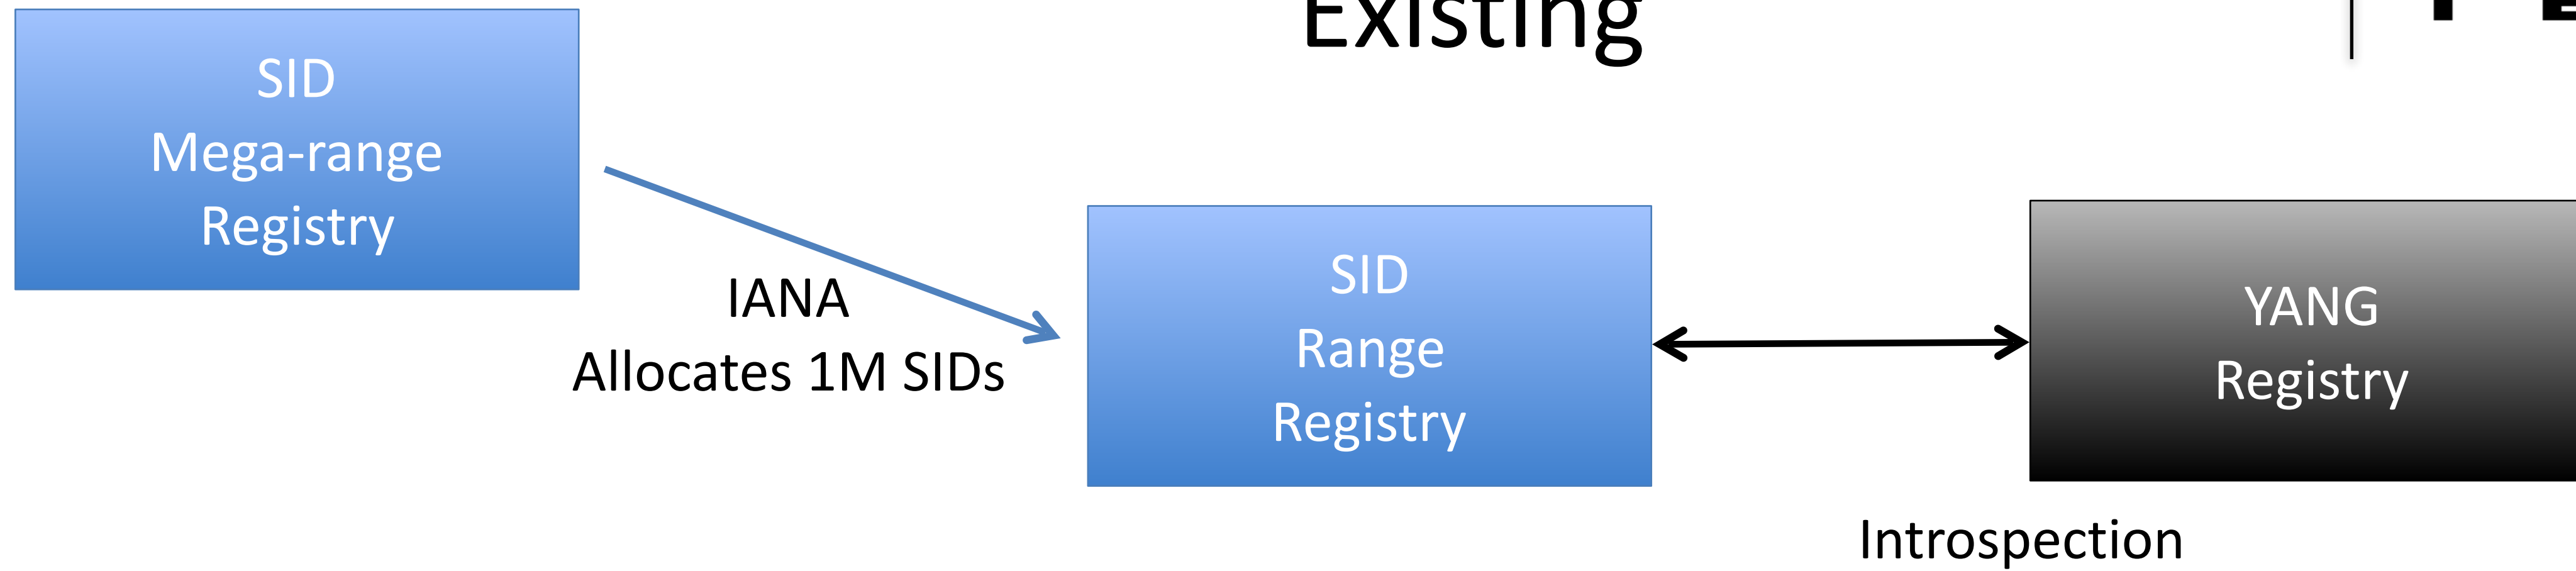 Existing
SID
Mega-range
Registry
IANA
Allocates 1M SIDs
SID
Range
Registry
YANG
Registry
Introspection